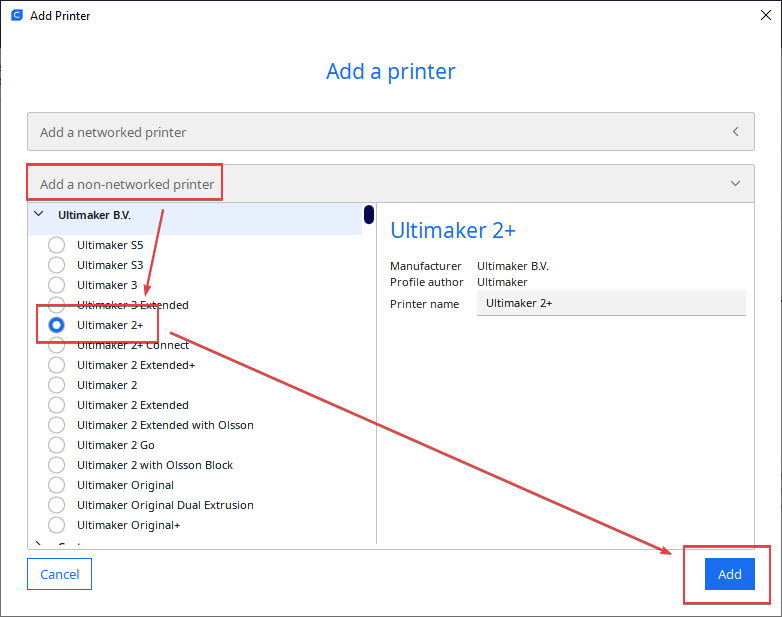 Add Printer
Add a printer
Add a networked printer
Add a non-networked printer
Ultimaker B.V.
Ultimaker S5
Ultimaker S3
Ultimaker 3
Ultimaker 3 Extended
Ultimaker 2+
Ultimaker 2+ Connect
Ultimaker 2 Extended+
Ultimaker 2
Ultimaker 2 Extended
Ultimaker 2 Extended with Olsson
Ultimaker 2 Go
Ultimaker 2 with Olsson Block
Ultimaker Original
Ultimaker Original Dual Extrusion
Ultimaker Original+
Ultimaker 2+
Manufacturer Ultimaker B.V.
Profile author Ultimaker
Printer name Ultimaker 2+
Cancel
Add